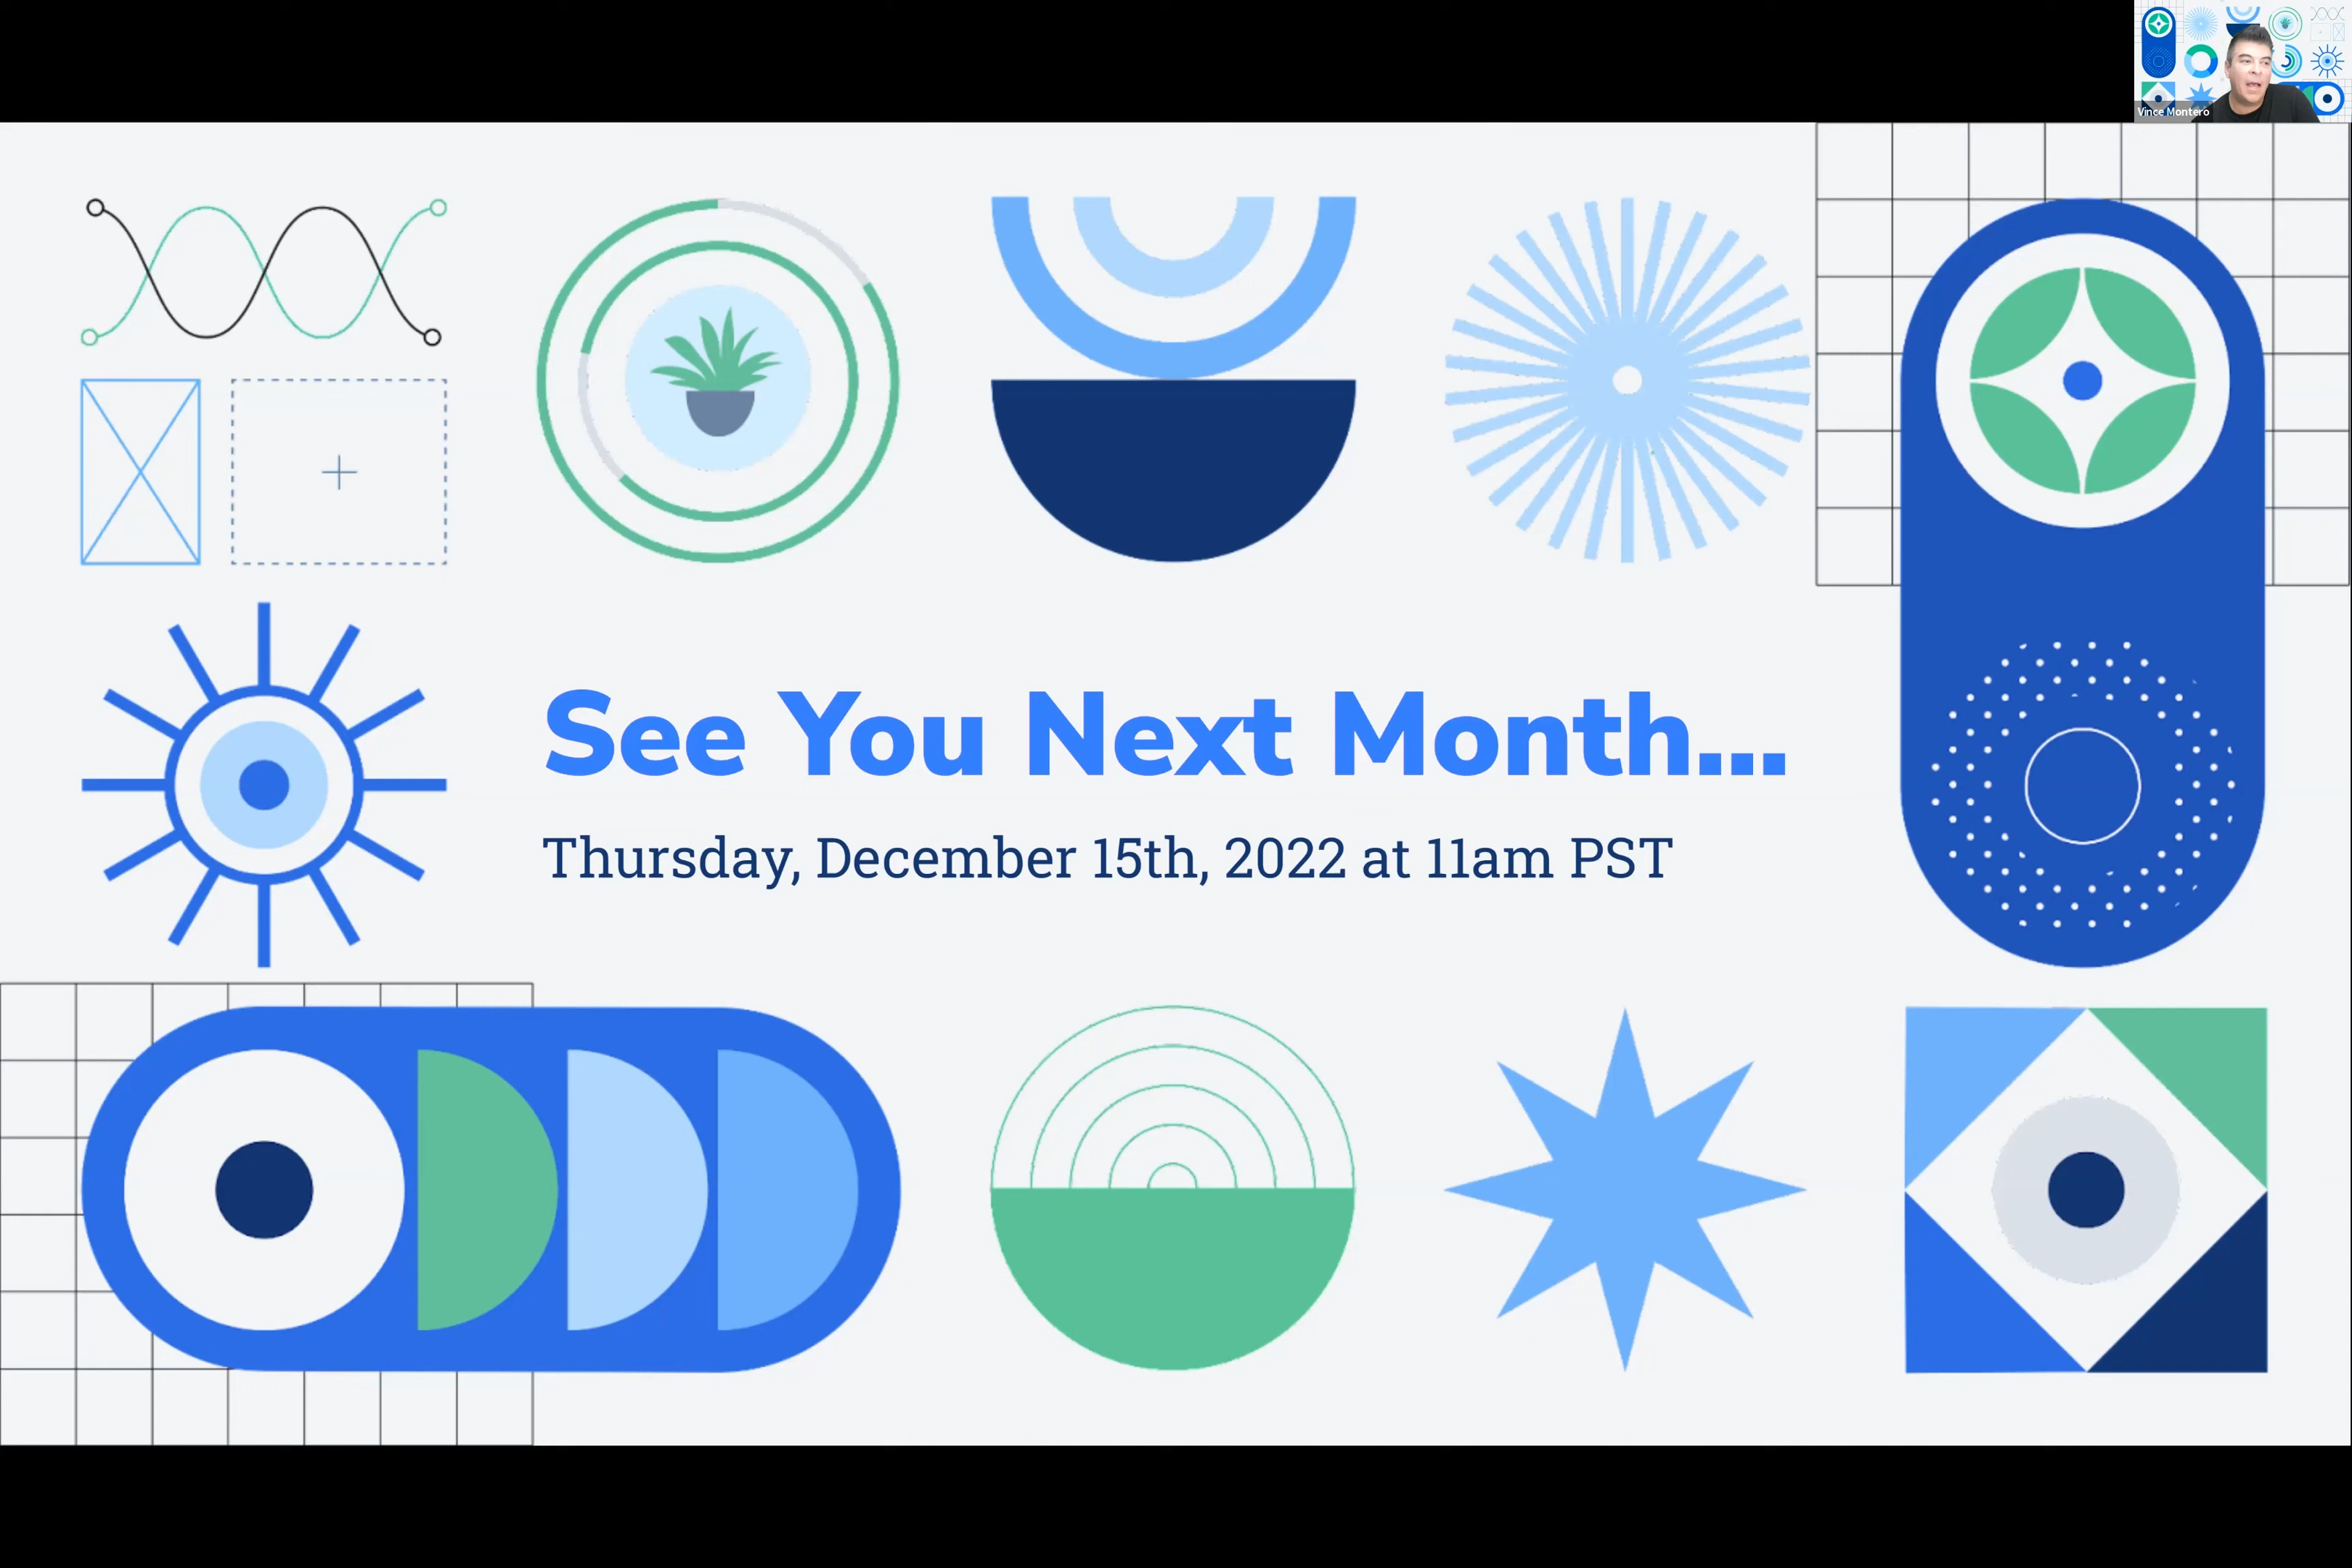 Vince Montero
See You Next Month...
Thursday, December 15th, 2022 at 11am PST